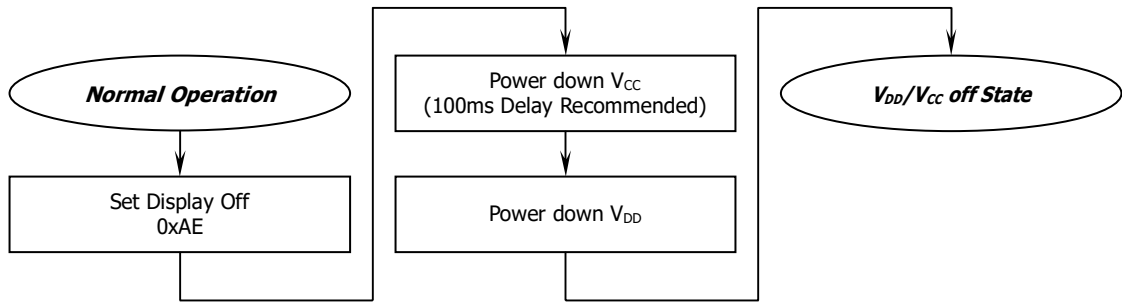 Normal Operation
Set Display Off
0xAE
Power down VCC
(100ms Delay Recommended)
Power down VDD
VDD/VCC off State